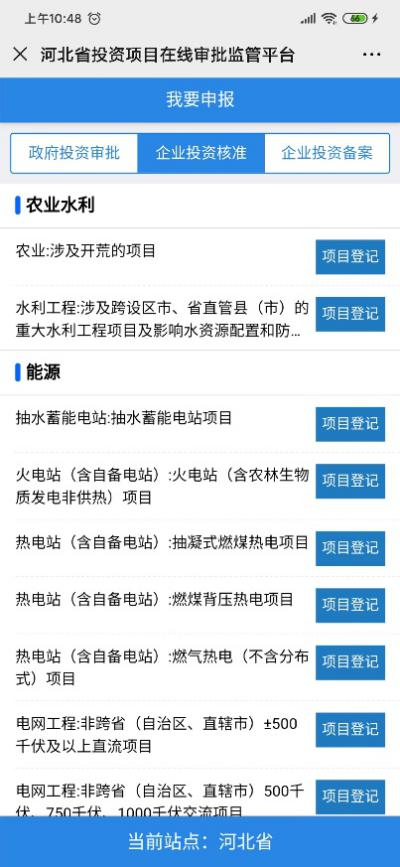 上午10:48
66
河北省投资项目在线审批监管平台
我要申报
政府投资审批 企业投资核准 企业投资备案
农业水利
农业:涉及开荒的项目
项目登记
水利工程:涉及跨设区市、省直管县（市）的
重大水利工程项目及影响水资源配置和防...
项目登记
能源
抽水蓄能电站:抽水蓄能电站项目
项目登记
火电站（含自备电站）:火电站（含农林生物
质发电非供热）项目
项目登记
热电站（含自备电站）:抽凝式燃煤热电项目
项目登记
热电站（含自备电站）:燃煤背压热电项目
项目登记
热电站（含自备电站）:燃气热电（不含分布
式）项目
项目登记
电网工程:非跨省（自治区、直辖市）±500
千伏及以上直流项目
项目登记
电网工程:非跨省（自治区、直辖市）500千
伏、750千伏、1000千伏交流项目
项目登记
当前站点：河北省